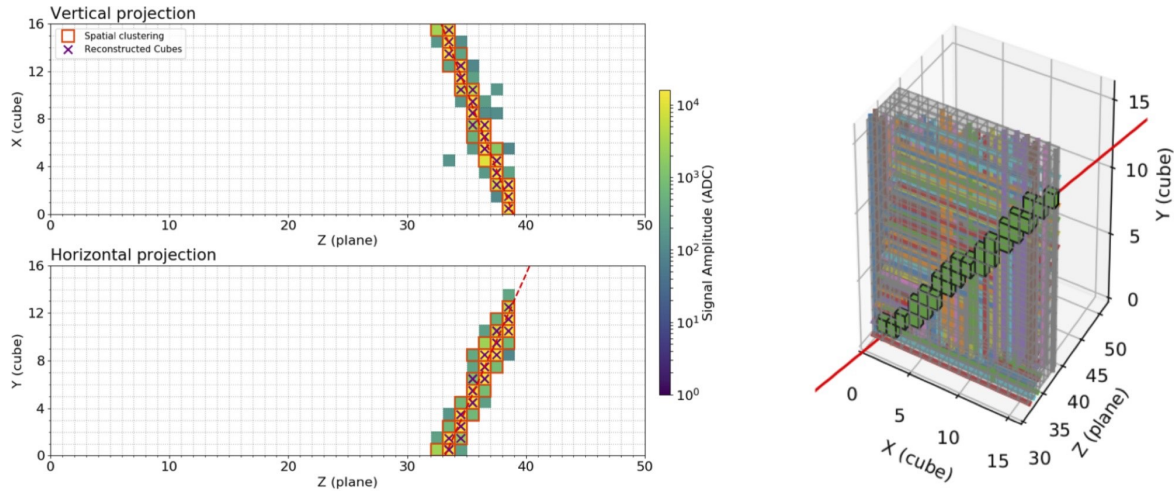 Vertical projection
Spatial clustering
Reconstructed Cubes
16
12
8
4
0
X (cube)
0 10 20 30 40 50
Z (plane)
Horizontal projection
16
12
8
4
0
Y (cube)
0 10 20 30 40 50
Z (plane)
10⁴
10³
10²
10¹
10⁰
Signal Amplitude (ADC)
15
10
5
0
Y (cube)
0
5
10
15
X (cube)
30
35
40
45
50
Z (plane)